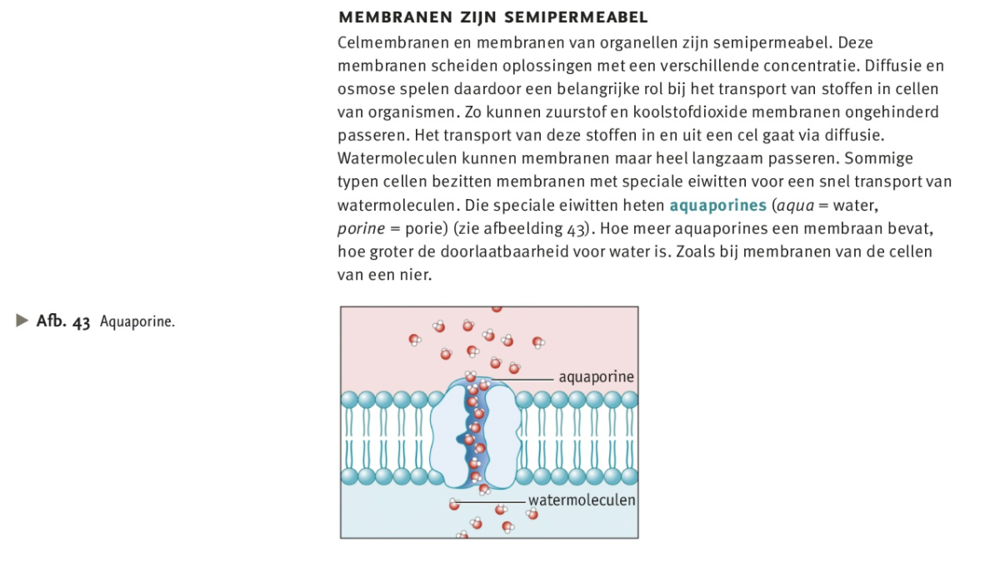 MEMBRANEN ZIJN SEMIPERMEABEL
Celmembranen en membranen van organellen zijn semipermeabel. Deze
membranen scheiden oplossingen met een verschillende concentratie. Diffusie en
osmose spelen daardoor een belangrijke rol bij het transport van stoffen in cellen
van organismen. Zo kunnen zuurstof en koolstofdioxide membranen ongehinderd
passeren. Het transport van deze stoffen in en uit een cel gaat via diffusie.
Watermoleculen kunnen membranen maar heel langzaam passeren. Sommige
typen cellen bezitten membranen met speciale eiwitten voor een snel transport van
watermoleculen. Die speciale eiwitten heten aquaporines (aqua = water,
porine = porie) (zie afbeelding 43). Hoe meer aquaporines een membraan bevat,
hoe groter de doorlaatbaarheid voor water is. Zoals bij membranen van de cellen
van een nier.
▶ Afb. 43 Aquaporine.
aquaporine
watermoleculen